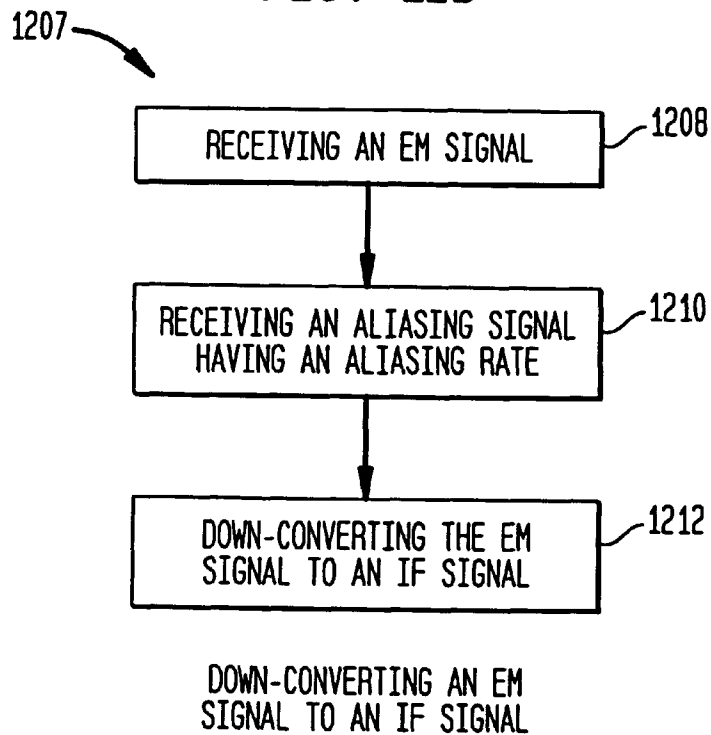 1207
RECEIVING AN EM SIGNAL
1208
RECEIVING AN ALIASING SIGNAL
HAVING AN ALIASING RATE
1210
DOWN-CONVERTING THE EM
SIGNAL TO AN IF SIGNAL
1212
DOWN-CONVERTING AN EM
SIGNAL TO AN IF SIGNAL